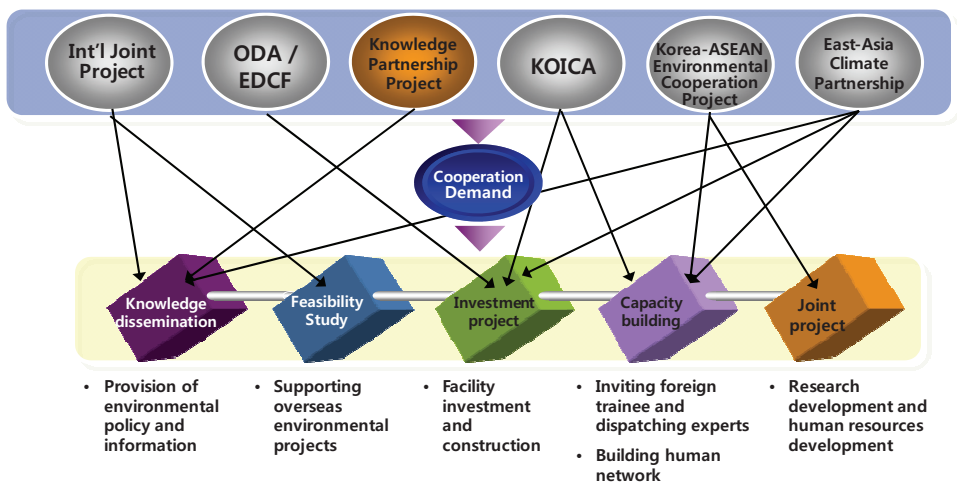 Int'l Joint
Project
ODA /
EDCF
Knowledge
Partnership
Project
KOICA
Korea-ASEAN
Environmental
Cooperation
Project
East-Asia
Climate
Partnership
Cooperation
Demand
Knowledge
dissemination
Feasibility
Study
Investment
project
Capacity
building
Joint
project
• Provision of
environmental
policy and
information
• Supporting
overseas
environmental
projects
• Facility
investment
and
construction
• Inviting foreign
trainee and
dispatching experts
• Building human
network
• Research
development and
human resources
development